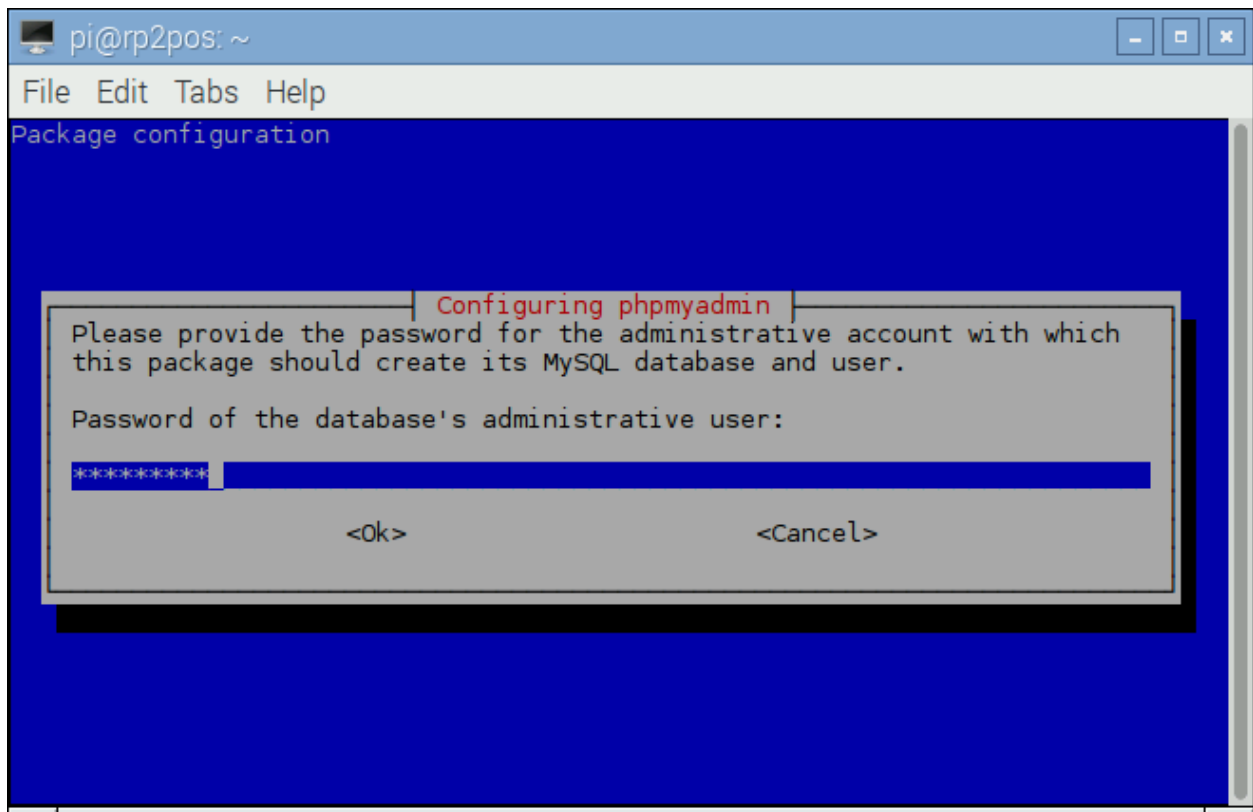 pi@rp2pos: ~
File Edit Tabs Help
Package configuration
Configuring phpmyadmin
Please provide the password for the administrative account with which
this package should create its MySQL database and user.
Password of the database's administrative user:
*********
<Ok> <Cancel>